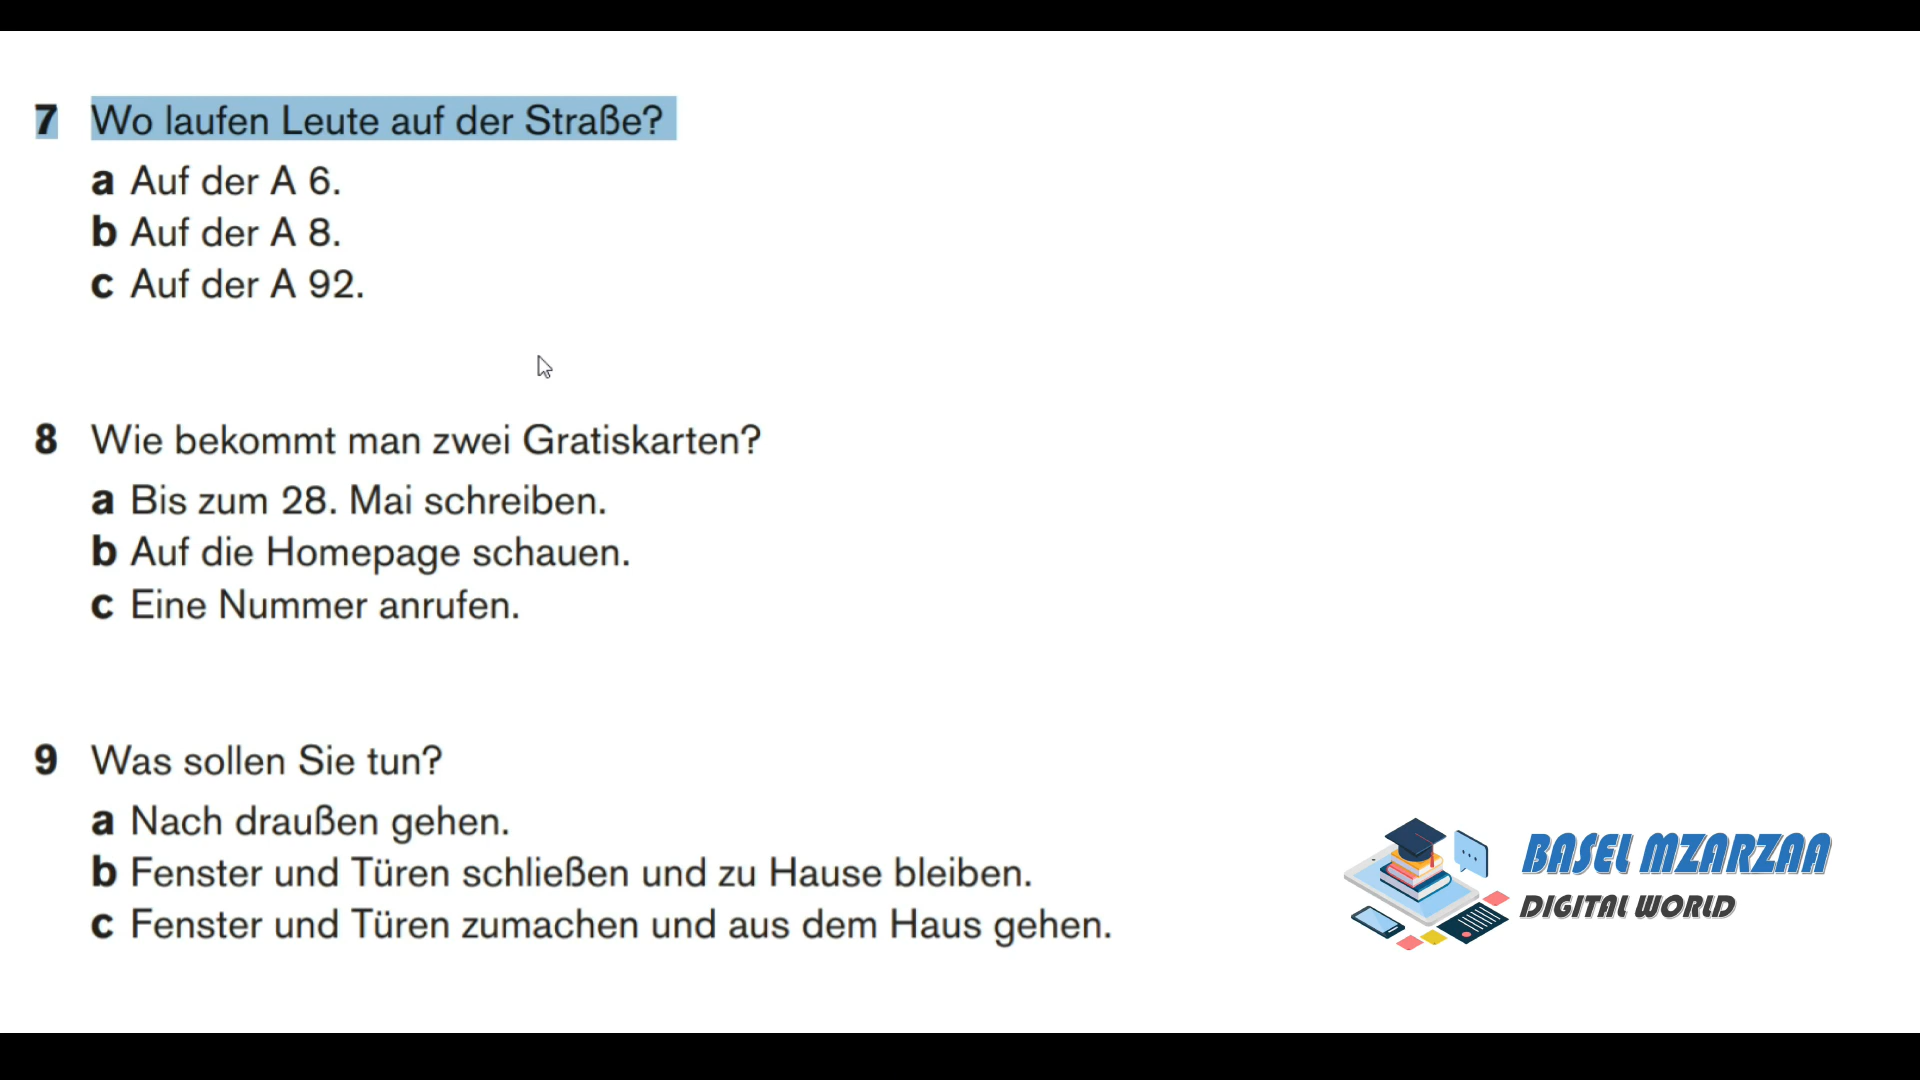 7 Wo laufen Leute auf der Straße?
a Auf der A 6.
b Auf der A 8.
c Auf der A 92.
8 Wie bekommt man zwei Gratiskarten?
a Bis zum 28. Mai schreiben.
b Auf die Homepage schauen.
c Eine Nummer anrufen.
9 Was sollen Sie tun?
a Nach draußen gehen.
b Fenster und Türen schließen und zu Hause bleiben.
c Fenster und Türen zumachen und aus dem Haus gehen.
BASEL MZARZAA
DIGITAL WORLD